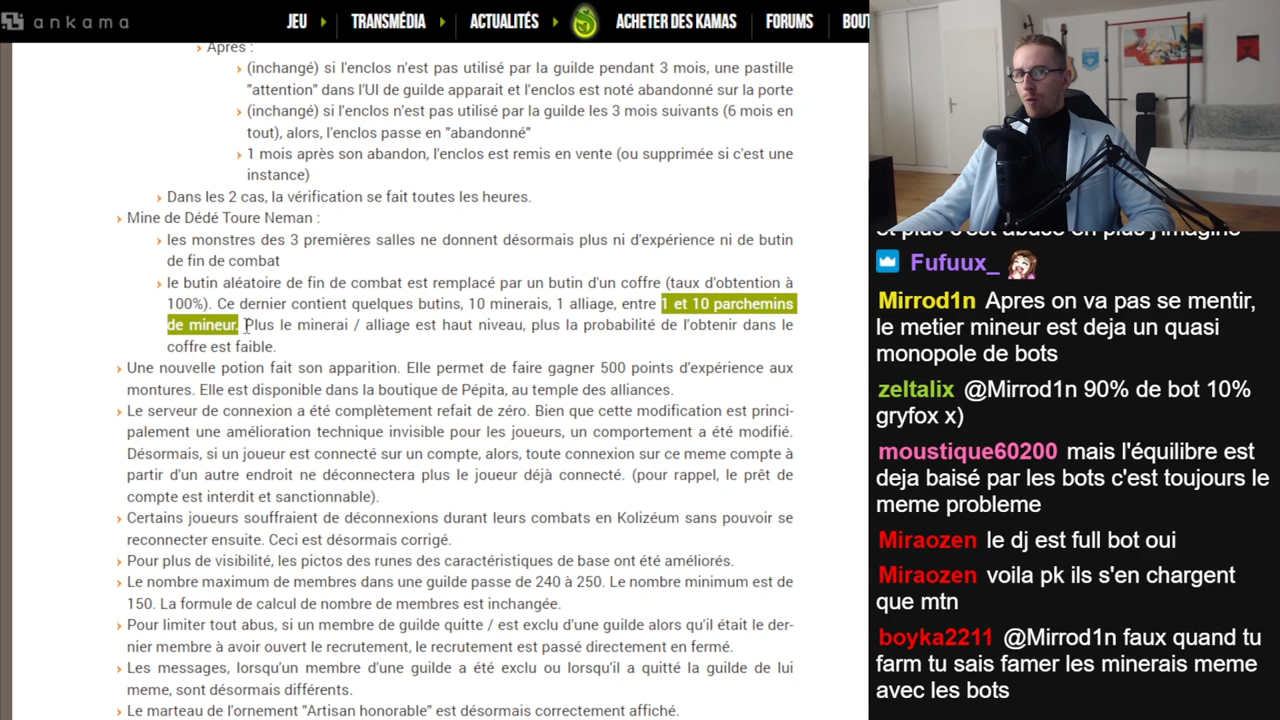 ankama
JEU
TRANSMÉDIA
ACTUALITÉS
ACHETER DES KAMAS
FORUMS
BOUT
Après :
(inchangé) si l'enclos n'est pas utilisé par la guilde pendant 3 mois, une pastille
"attention" dans l'UI de guilde apparait et l'enclos est noté abandonné sur la porte
(inchangé) si l'enclos n'est pas utilisé par la guilde les 3 mois suivants (6 mois en
tout), alors, l'enclos passe en "abandonné"
1 mois après son abandon, l'enclos est remis en vente (ou supprimée si c'est une
instance)
Dans les 2 cas, la vérification se fait toutes les heures.
Mine de Dédé Toure Neman :
les monstres des 3 premières salles ne donnent désormais plus ni d'expérience ni de butin
de fin de combat
le butin aléatoire de fin de combat est remplacé par un butin d'un coffre (taux d'obtention à
100%). Ce dernier contient quelques butins, 10 minerais, 1 alliage, entre 1 et 10 parchemins
de mineur. Plus le minerai / alliage est haut niveau, plus la probabilité de l'obtenir dans le
coffre est faible.
Une nouvelle potion fait son apparition. Elle permet de faire gagner 500 points d'expérience aux
montures. Elle est disponible dans la boutique de Pépita, au temple des alliances.
Le serveur de connexion a été complètement refait de zéro. Bien que cette modification est princi-
palement une amélioration technique invisible pour les joueurs, un comportement a été modifié.
Désormais, si un joueur est connecté sur un compte, alors, toute connexion sur ce meme compte à
partir d'un autre endroit ne déconnectera plus le joueur déjà connecté. (pour rappel, le prêt de
compte est interdit et sanctionnable).
Certains joueurs souffraient de déconnexions durant leurs combats en Kolizéum sans pouvoir se
reconnecter ensuite. Ceci est désormais corrigé.
Pour plus de visibilité, les pictos des runes des caractéristiques de base ont été améliorés.
Le nombre maximum de membres dans une guilde passe de 240 à 250. Le nombre minimum est de
150. La formule de calcul de nombre de membres est inchangée.
Pour limiter tout abus, si un membre de guilde quitte / est exclu d'une guilde alors qu'il était le der-
nier membre à avoir ouvert le recrutement, le recrutement est passé directement en fermé.
Les messages, lorsqu'un membre d'une guilde a été exclu ou lorsqu'il a quitté la guilde de lui
meme, sont désormais différents.
Le marteau de l'ornement "Artisan honorable" est désormais correctement affiché.
et plus c'est abusé en plus j'imagine
Fufuux_
Mirrod1n Apres on va pas se mentir,
le metier mineur est deja un quasi
monopole de bots
zeltalix @Mirrod1n 90% de bot 10%
gryfox x)
moustique60200 mais l'équilibre est
deja baisé par les bots c'est toujours le
meme probleme
Miraozen le dj est full bot oui
Miraozen voila pk ils s'en chargent
que mtn
boyka2211 @Mirrod1n faux quand tu
farm tu sais famer les minerais meme
avec les bots